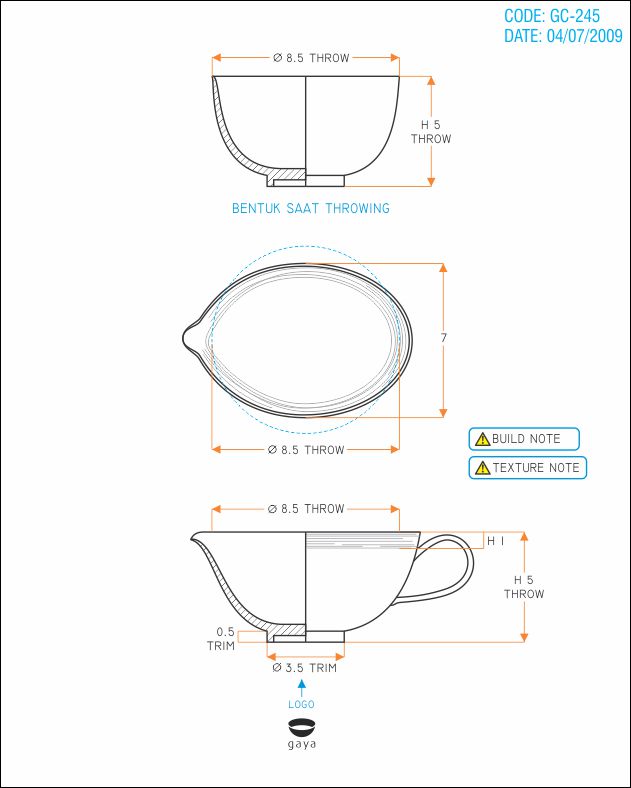 CODE: GC-245
DATE: 04/07/2009
Ø 8.5 THROW
H 5
THROW
BENTUK SAAT THROWING
7
Ø 8.5 THROW
BUILD NOTE
TEXTURE NOTE
Ø 8.5 THROW
H 1
H 5
THROW
0.5
TRIM
Ø 3.5 TRIM
LOGO
gaya